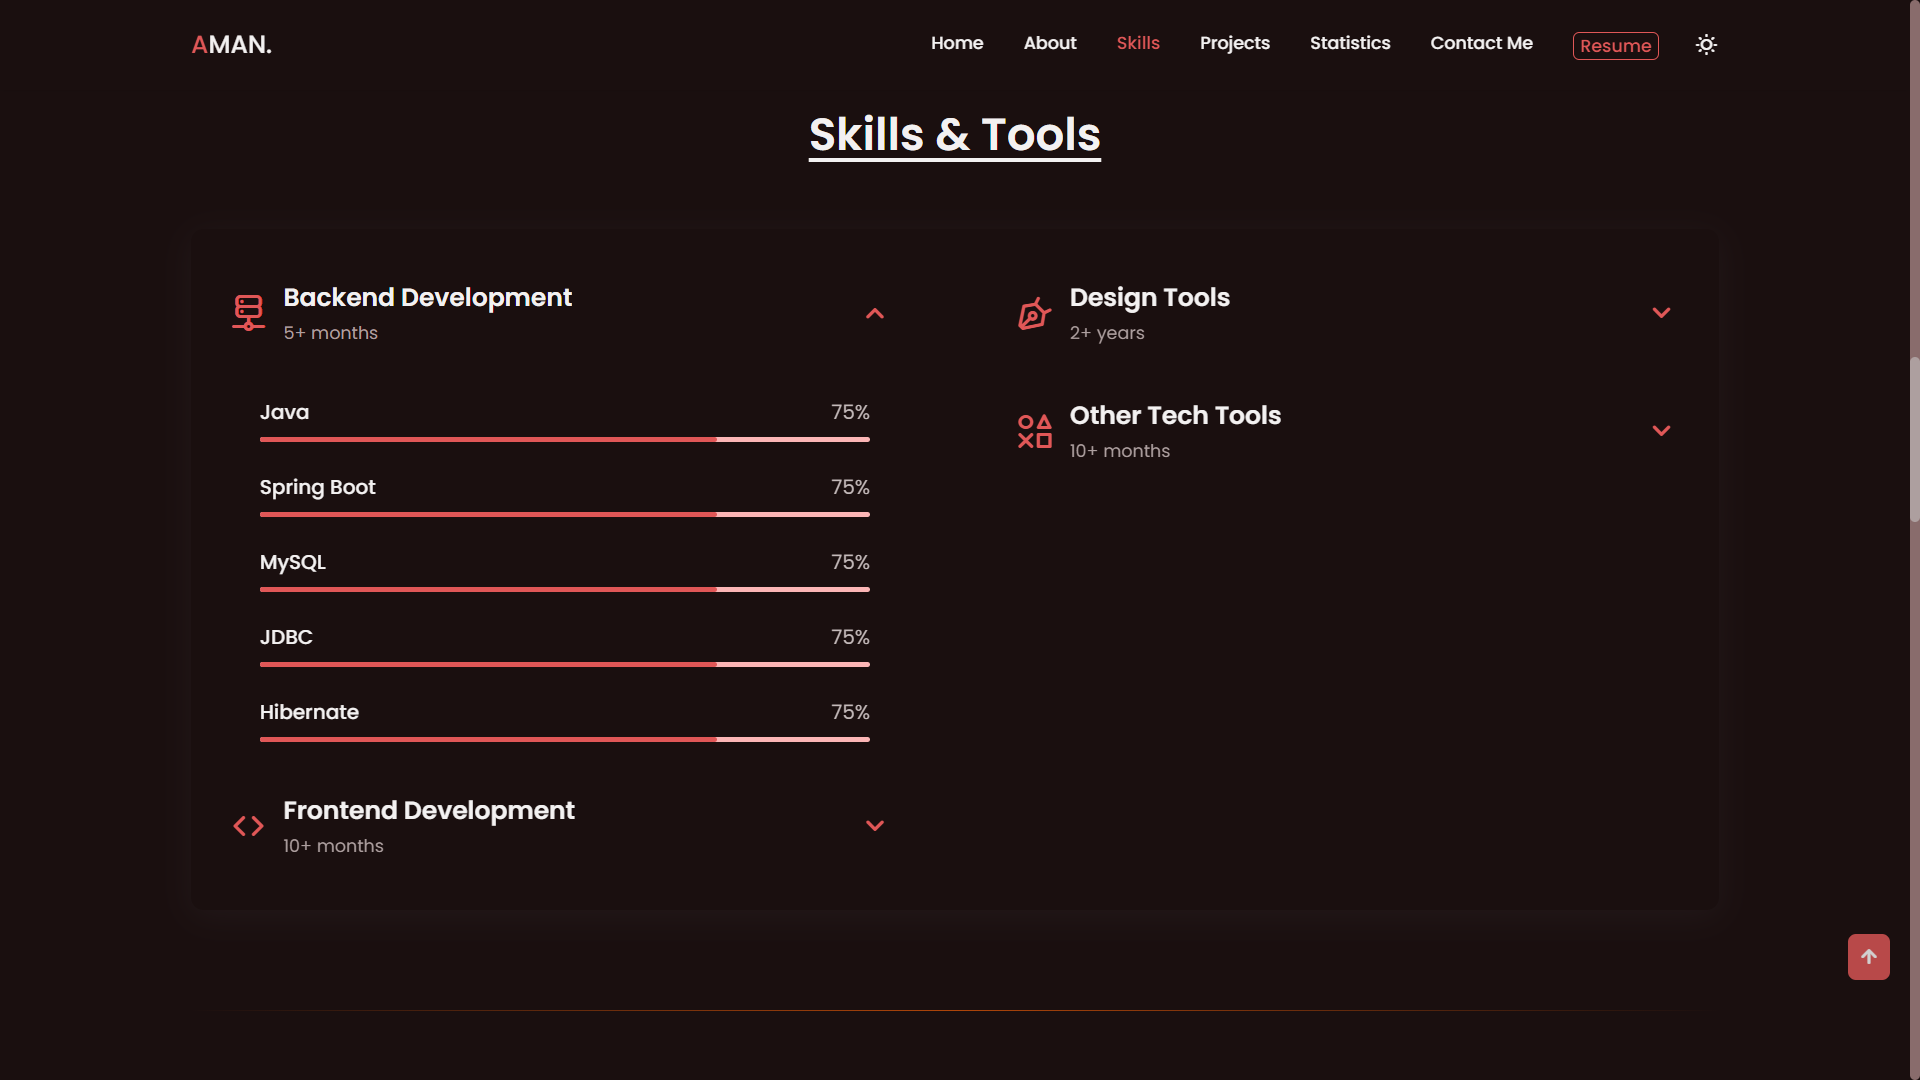 AMAN.
Home
About
Skills
Projects
Statistics
Contact Me
Resume
Skills & Tools
Backend Development
5+ months
Java
75%
Spring Boot
75%
MySQL
75%
JDBC
75%
Hibernate
75%
Frontend Development
10+ months
Design Tools
2+ years
Other Tech Tools
10+ months